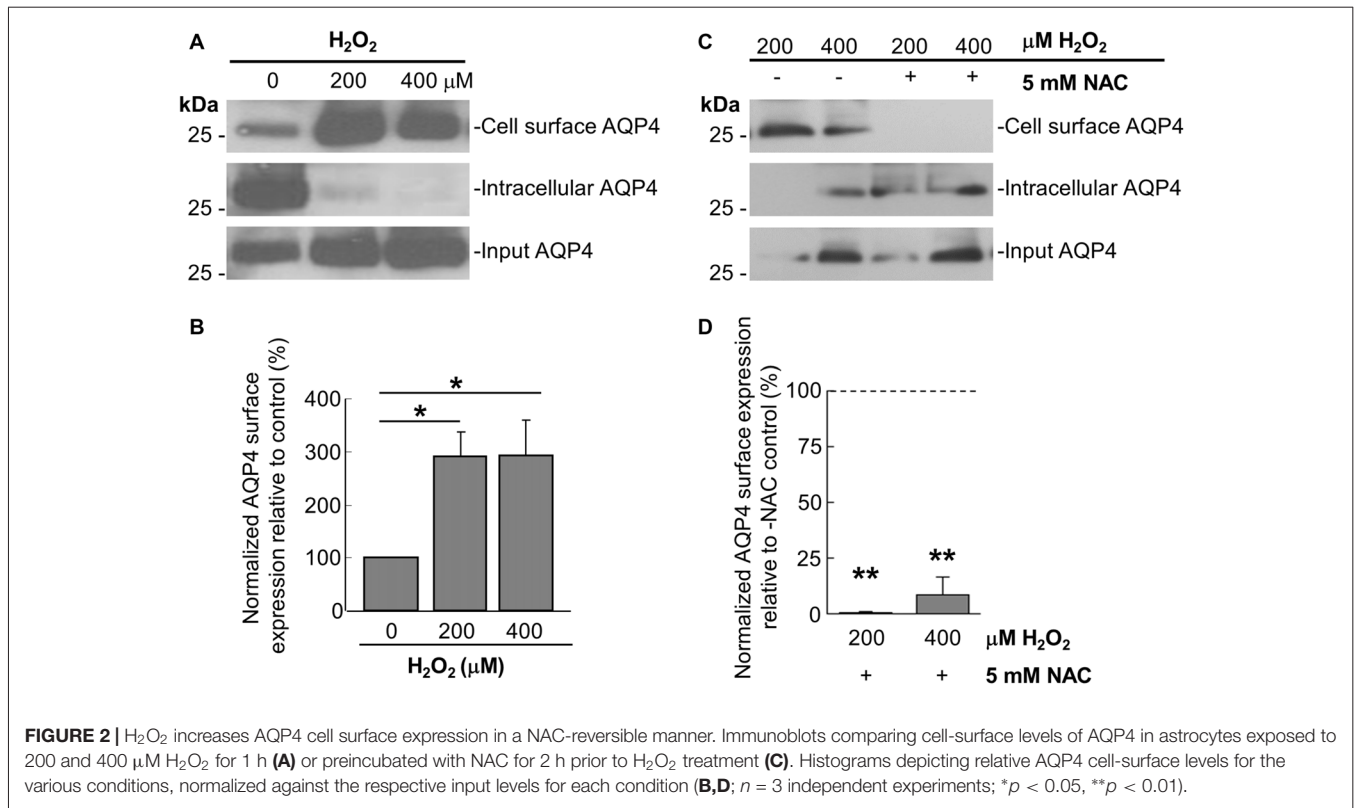 A
H₂O₂
0 200 400 μM
kDa
25 - -Cell surface AQP4
25 - -Intracellular AQP4
25 - -Input AQP4
B
Normalized AQP4 surface
expression relative to control (%)
400
300
200
100
0
*
*
0 200 400
H₂O₂ (μM)
C
200 400 200 400 μM H₂O₂
- - + + 5 mM NAC
kDa
25 - -Cell surface AQP4
25 - -Intracellular AQP4
25 - -Input AQP4
D
Normalized AQP4 surface expression
relative to -NAC control (%)
100
75
50
25
0
**
**
200 400 μM H₂O₂
+ + 5 mM NAC
FIGURE 2 | H₂O₂ increases AQP4 cell surface expression in a NAC-reversible manner. Immunoblots comparing cell-surface levels of AQP4 in astrocytes exposed to
200 and 400 μM H₂O₂ for 1 h (A) or preincubated with NAC for 2 h prior to H₂O₂ treatment (C). Histograms depicting relative AQP4 cell-surface levels for the
various conditions, normalized against the respective input levels for each condition (B,D; n = 3 independent experiments; *p < 0.05, **p < 0.01).